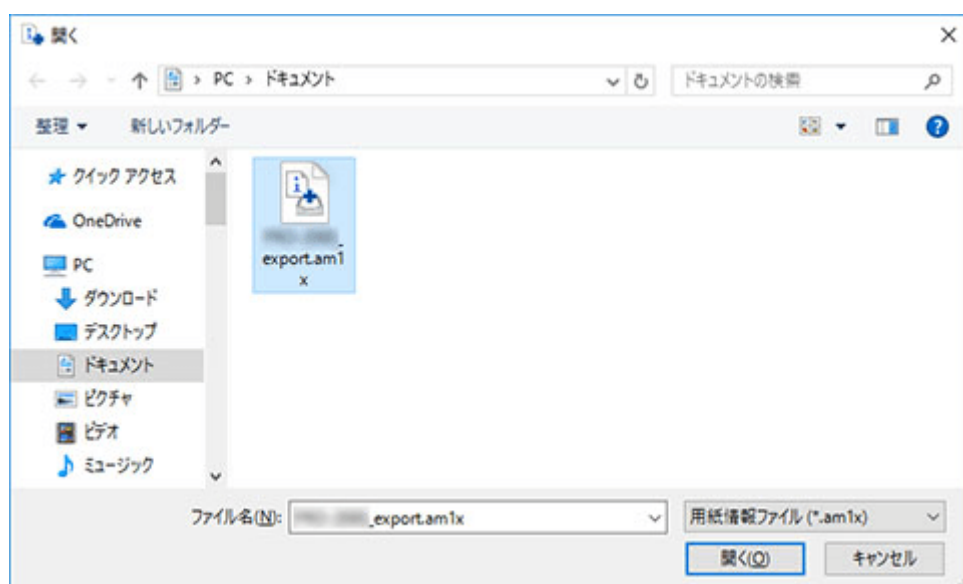 開く
PC > ドキュメント
ドキュメントの検索
整理
新しいフォルダー
クイック アクセス
OneDrive
PC
ダウンロード
デスクトップ
ドキュメント
ピクチャ
ビデオ
ミュージック
_
export.am1
x
ファイル名(N):
_export.am1x
用紙情報ファイル (*.am1x)
開く(O)
キャンセル